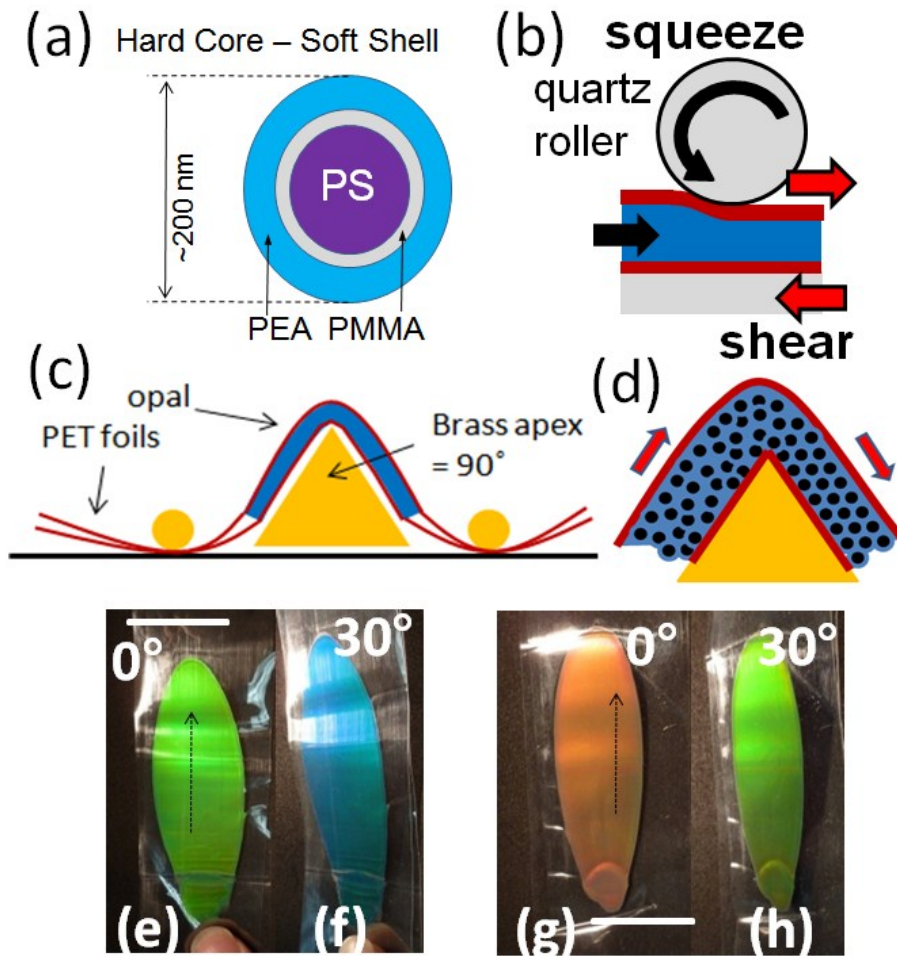 (a)
Hard Core – Soft Shell
~200 nm
PS
PEA
PMMA
(b)
squeeze
quartz
roller
shear
(c)
opal
PET foils
Brass apex
= 90°
(d)
0°
(e)
30°
(f)
0°
(g)
30°
(h)